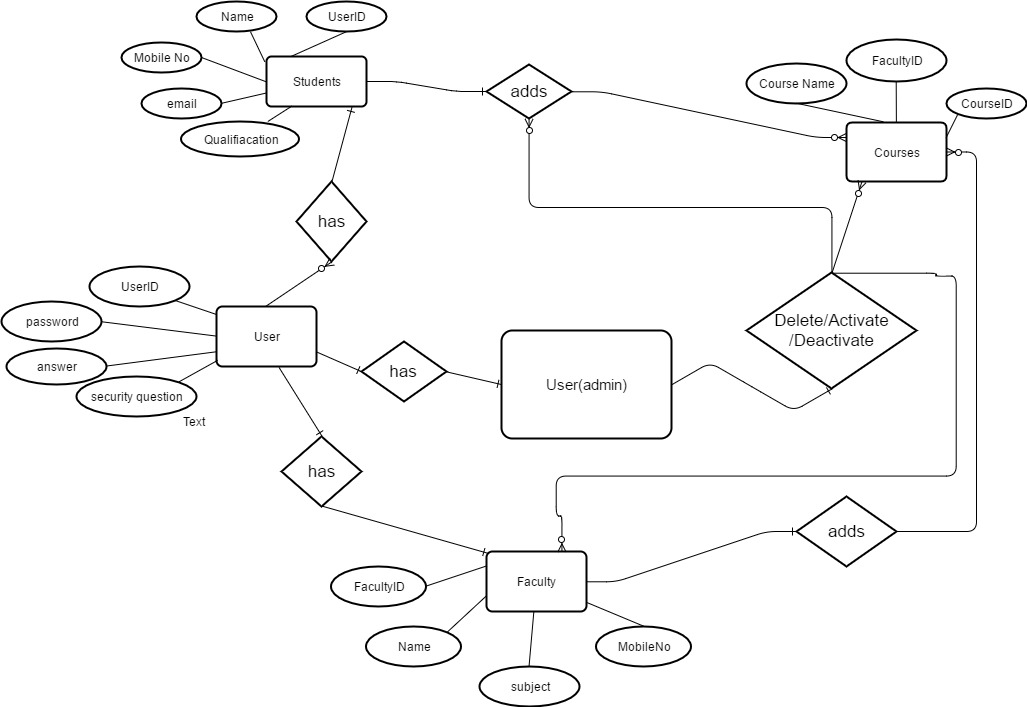 Name
UserID
Mobile No
Students
email
Qualifiacation
adds
FacultyID
Course Name
CourseID
Courses
has
UserID
password
User
answer
security question
Text
has
User(admin)
Delete/Activate
/Deactivate
has
adds
FacultyID
Faculty
Name
MobileNo
subject